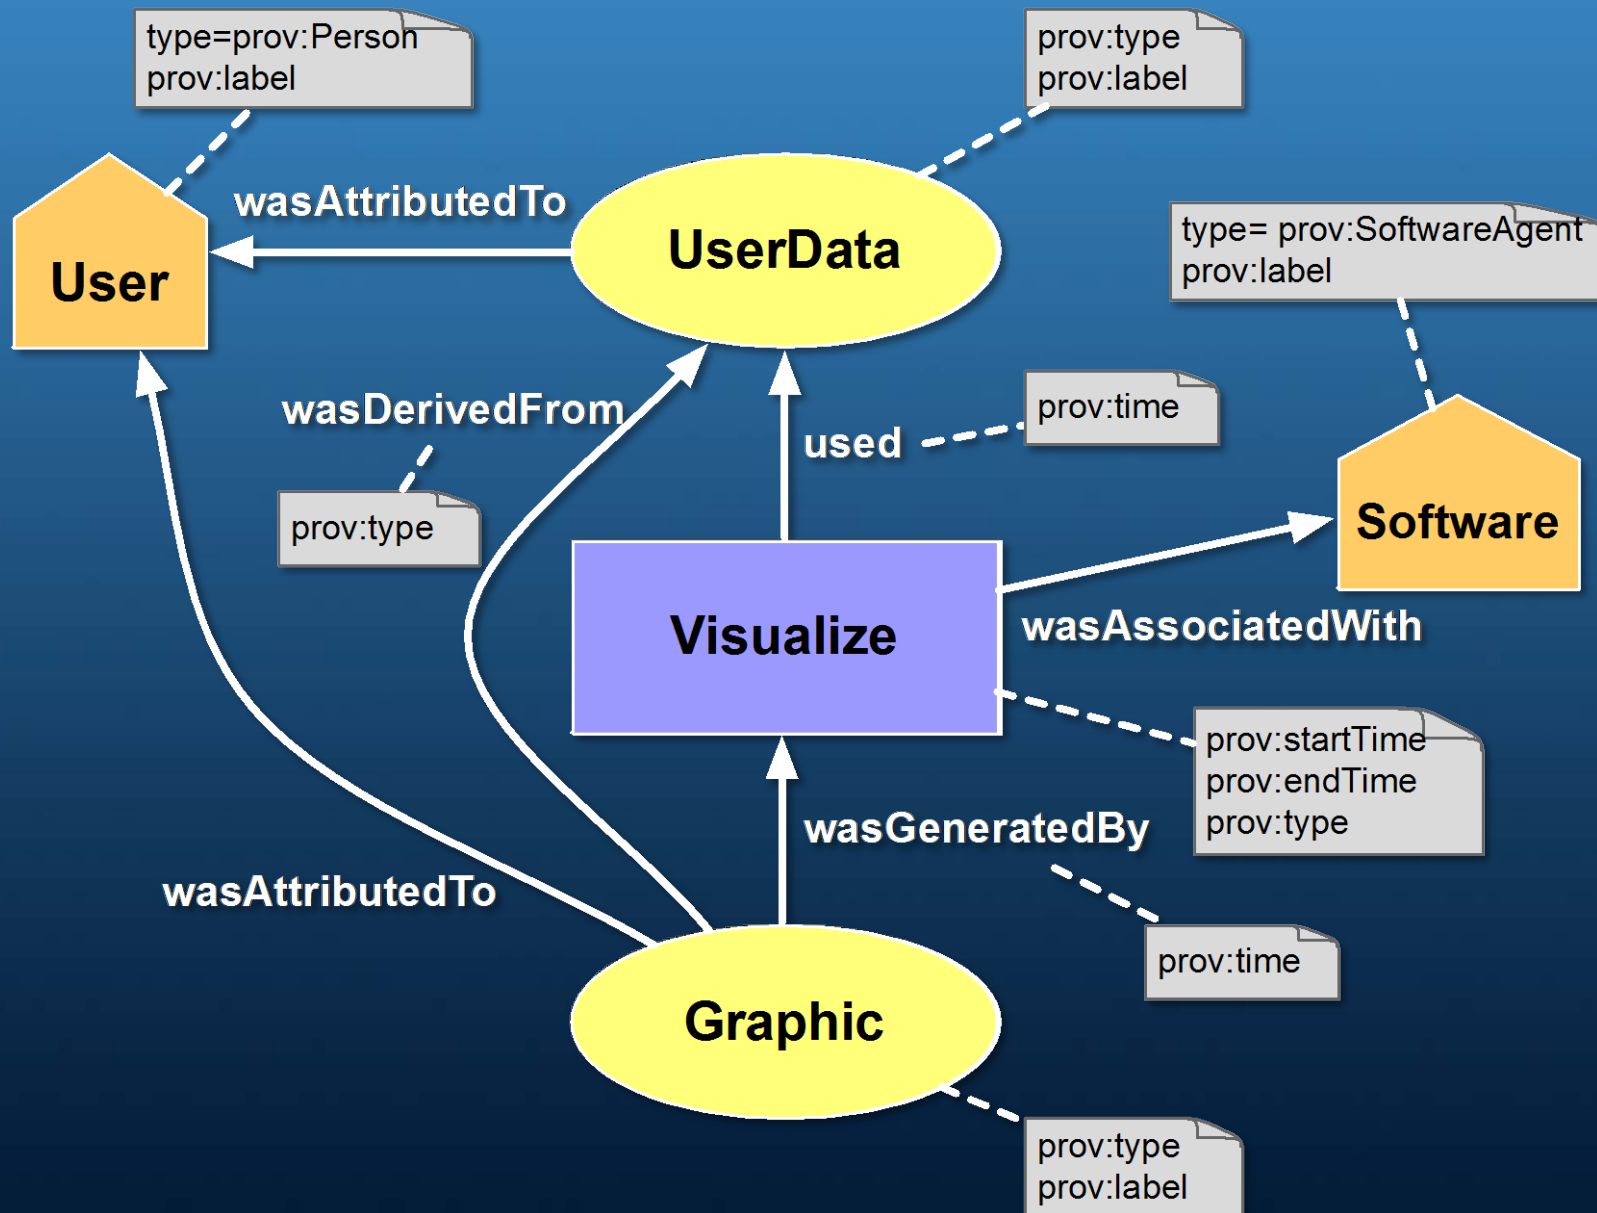 type=prov:Person
prov:label
prov:type
prov:label
wasAttributedTo
UserData
User
type= prov:SoftwareAgent
prov:label
wasDerivedFrom
prov:time
used
prov:type
Software
Visualize
wasAssociatedWith
prov:startTime
prov:endTime
prov:type
wasGeneratedBy
wasAttributedTo
prov:time
Graphic
prov:type
prov:label